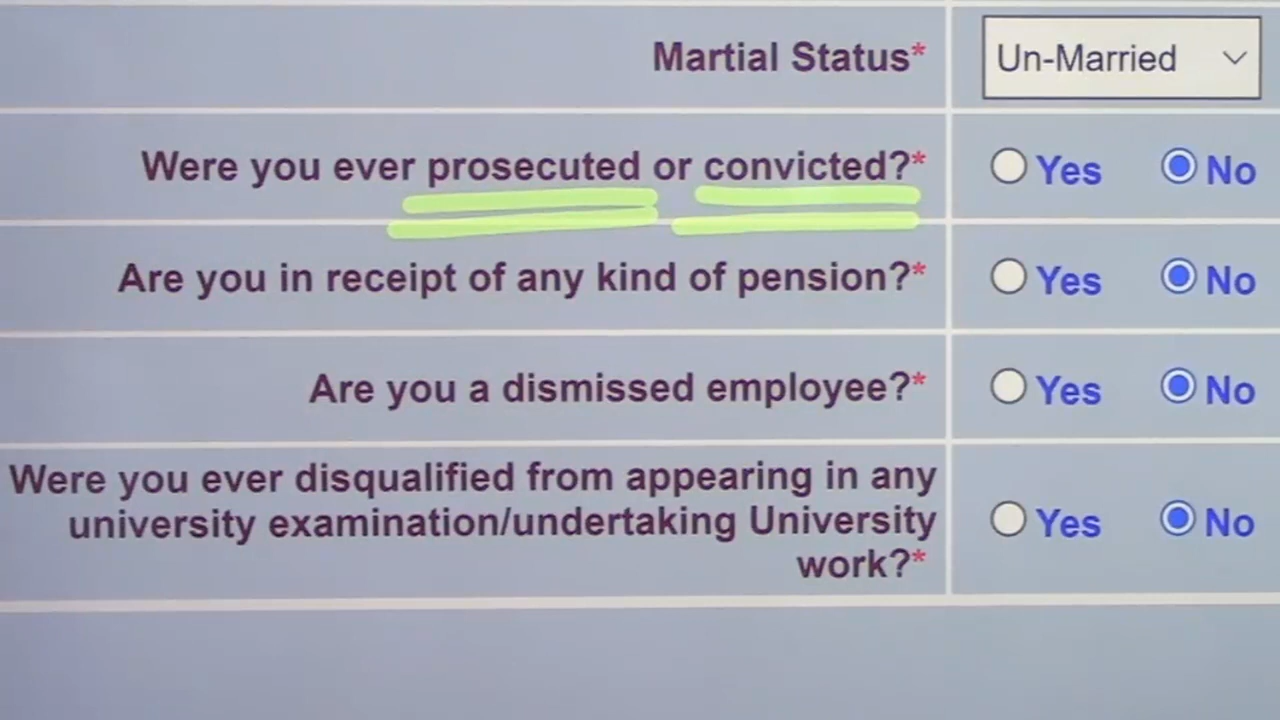 Martial Status* Un-Married
Were you ever prosecuted or convicted?* Yes No
Are you in receipt of any kind of pension?* Yes No
Are you a dismissed employee?* Yes No
Were you ever disqualified from appearing in any
university examination/undertaking University
work?* Yes No